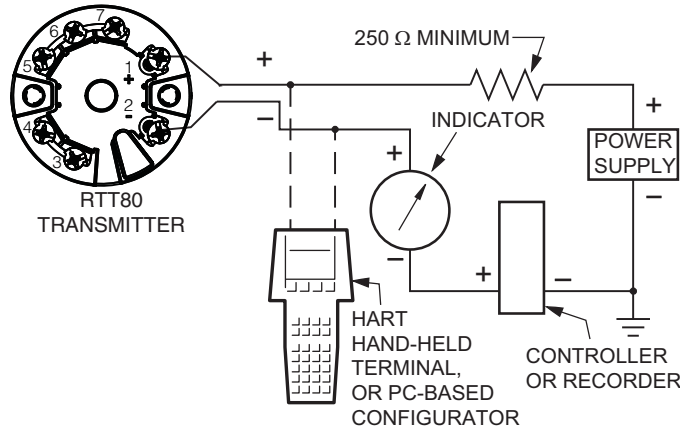 7
6
5
1
+
2
-
4
3
RTT80
TRANSMITTER
+
−
250 Ω MINIMUM
INDICATOR
+
−
+
POWER
SUPPLY
−
+
−
HART
HAND-HELD
TERMINAL,
OR PC-BASED
CONFIGURATOR
CONTROLLER
OR RECORDER